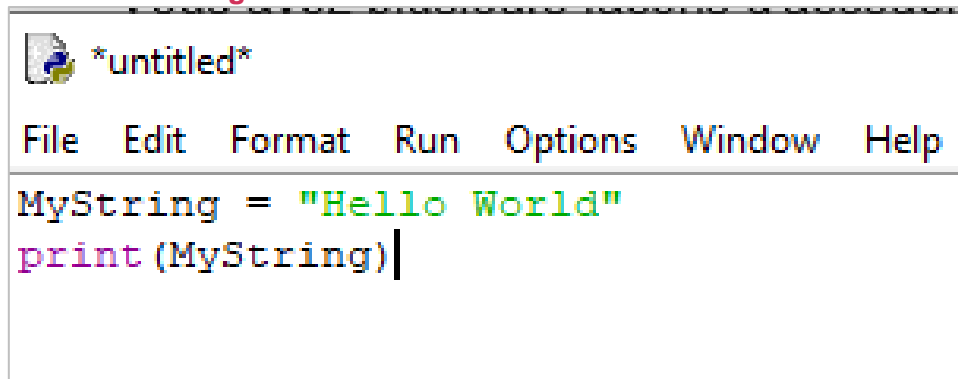 *untitled*
File Edit Format Run Options Window Help
MyString = "Hello World"
print(MyString)